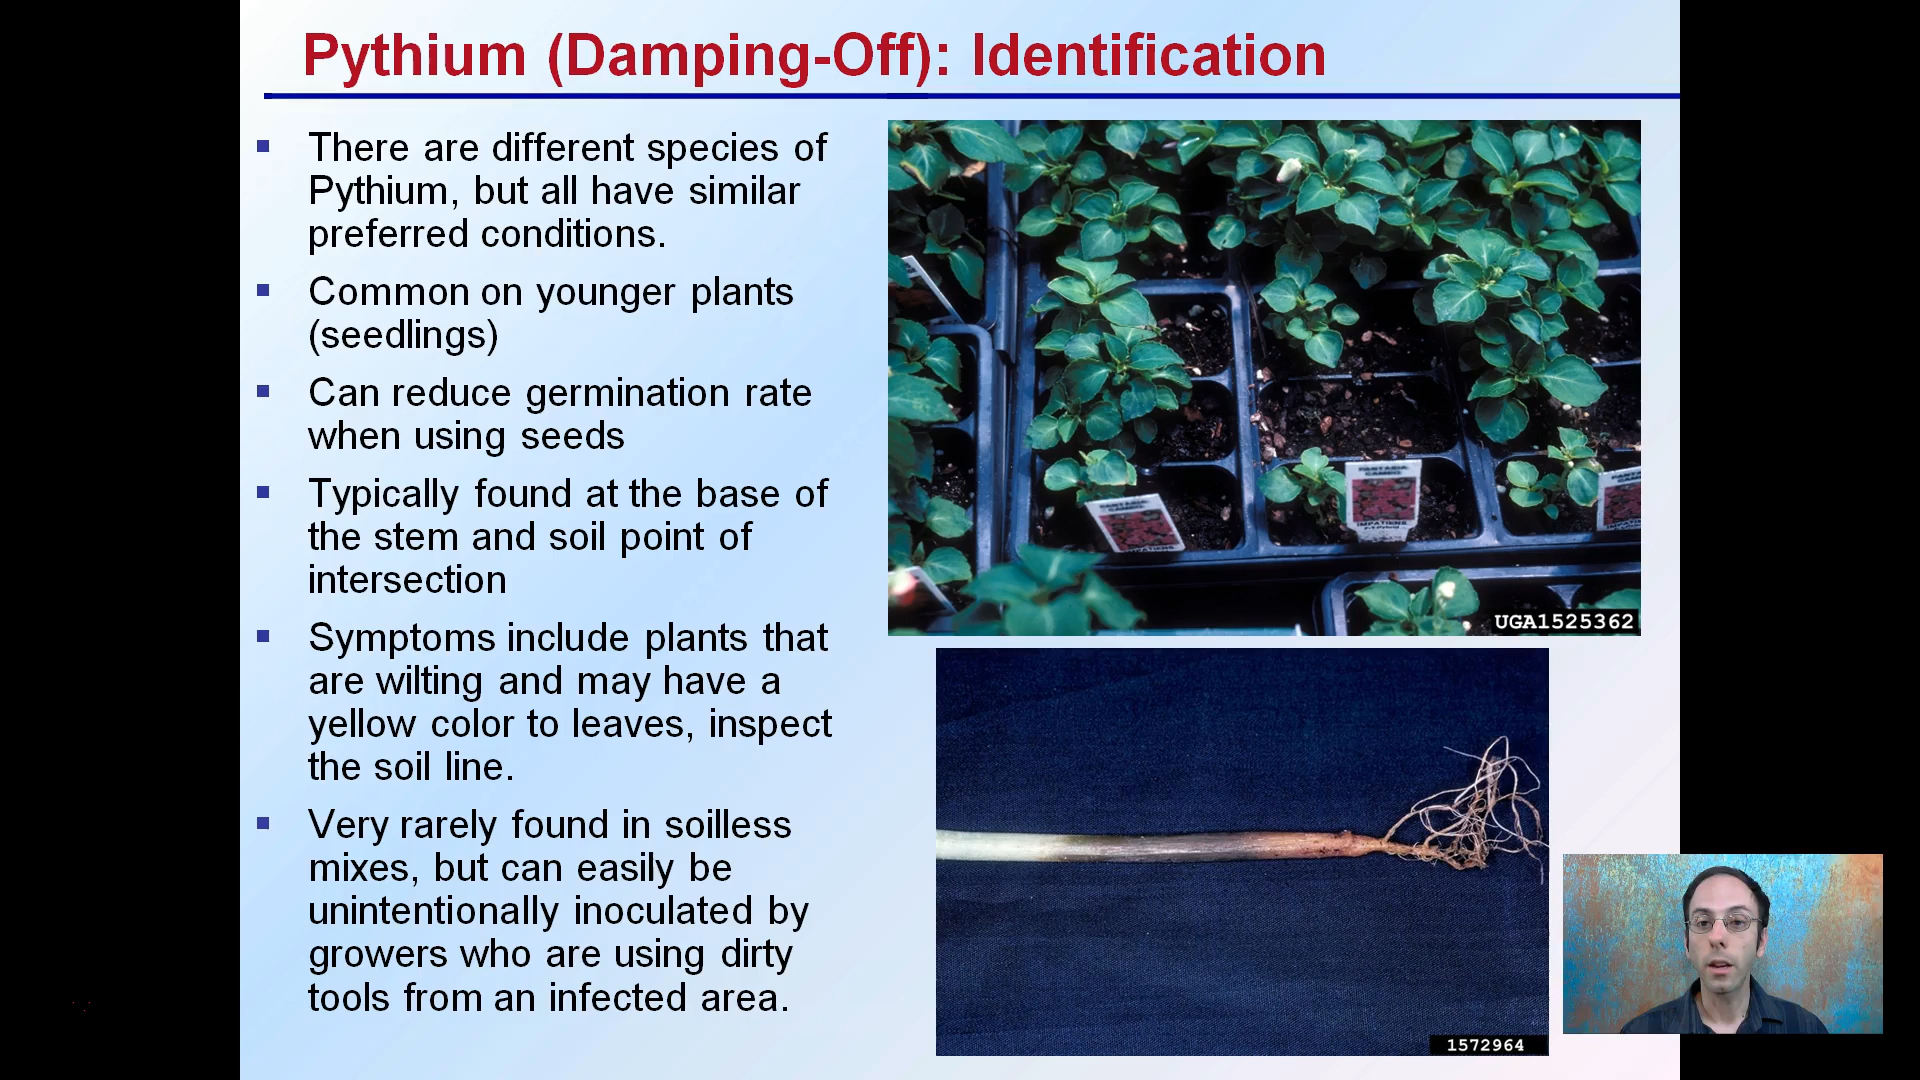 Pythium (Damping-Off): Identification
There are different species of
Pythium, but all have similar
preferred conditions.
Common on younger plants
(seedlings)
Can reduce germination rate
when using seeds
Typically found at the base of
the stem and soil point of
intersection
Symptoms include plants that
are wilting and may have a
yellow color to leaves, inspect
the soil line.
Very rarely found in soilless
mixes, but can easily be
unintentionally inoculated by
growers who are using dirty
tools from an infected area.
IMPATIENS
UGA1525362
1572964